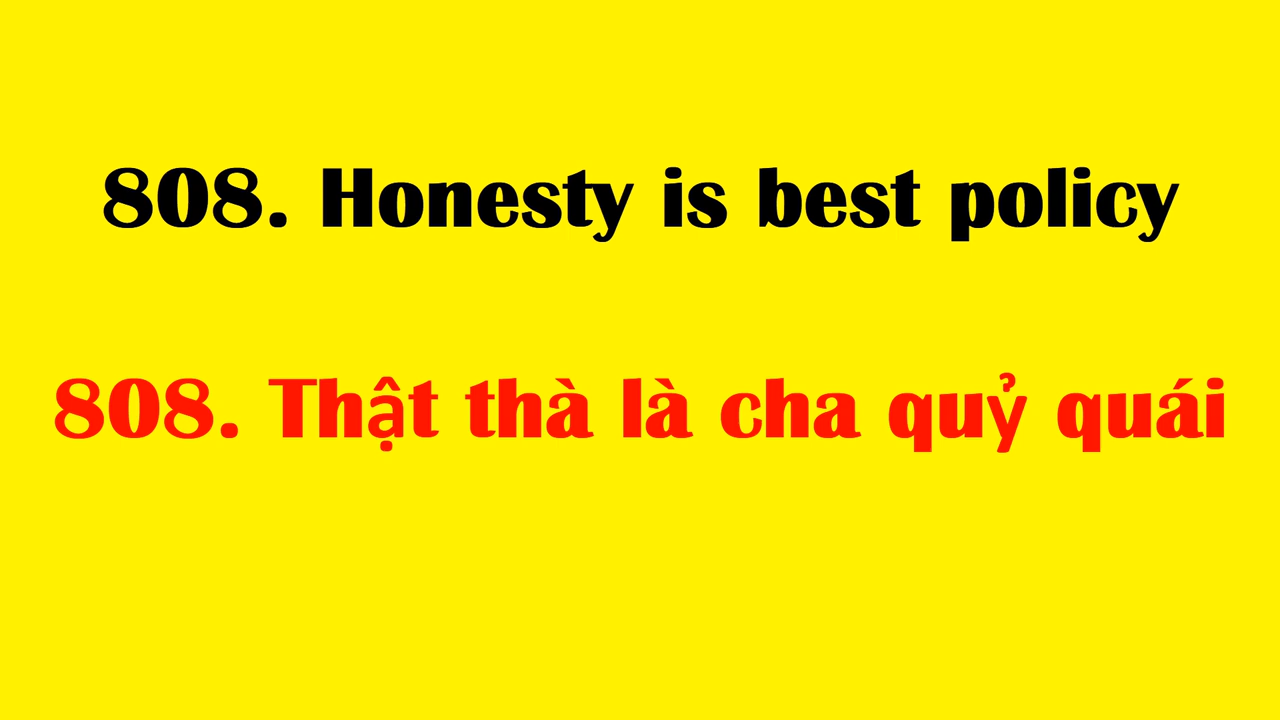 808. Honesty is best policy
808. Thật thà là cha quỷ quái